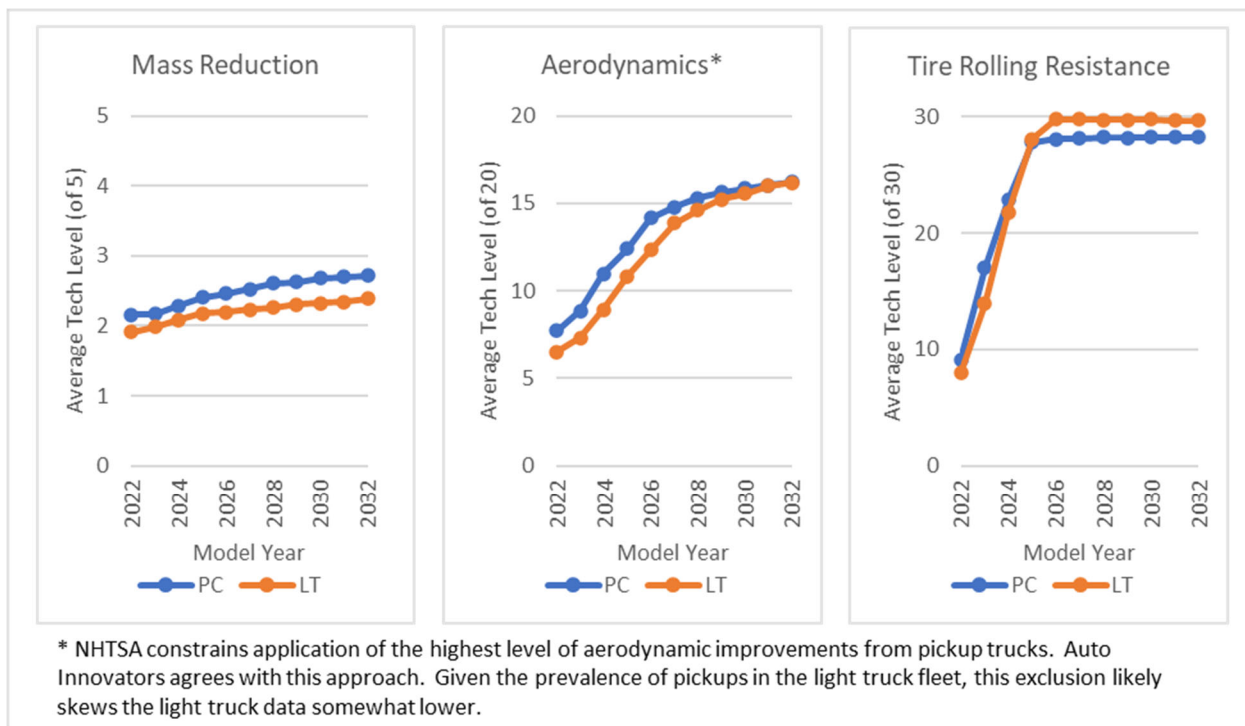 Mass Reduction
Average Tech Level (of 5)
5
4
3
2
1
0
2022
2024
2026
2028
2030
2032
Model Year
PC LT
Aerodynamics*
Average Tech Level (of 20)
20
15
10
5
0
2022
2024
2026
2028
2030
2032
Model Year
PC LT
Tire Rolling Resistance
Average Tech Level (of 30)
30
20
10
0
2022
2024
2026
2028
2030
2032
Model Year
PC LT
* NHTSA constrains application of the highest level of aerodynamic improvements from pickup trucks. Auto
Innovators agrees with this approach. Given the prevalence of pickups in the light truck fleet, this exclusion likely
skews the light truck data somewhat lower.